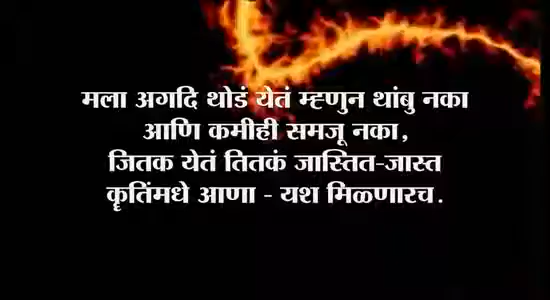 मला अगदि थोडं येतं म्हणुन थांबु नका
आणि कमीही समजू नका,
जितक येतं तितकं जास्तित-जास्त
कृतिंमधे आणा - यश मिळणारच.